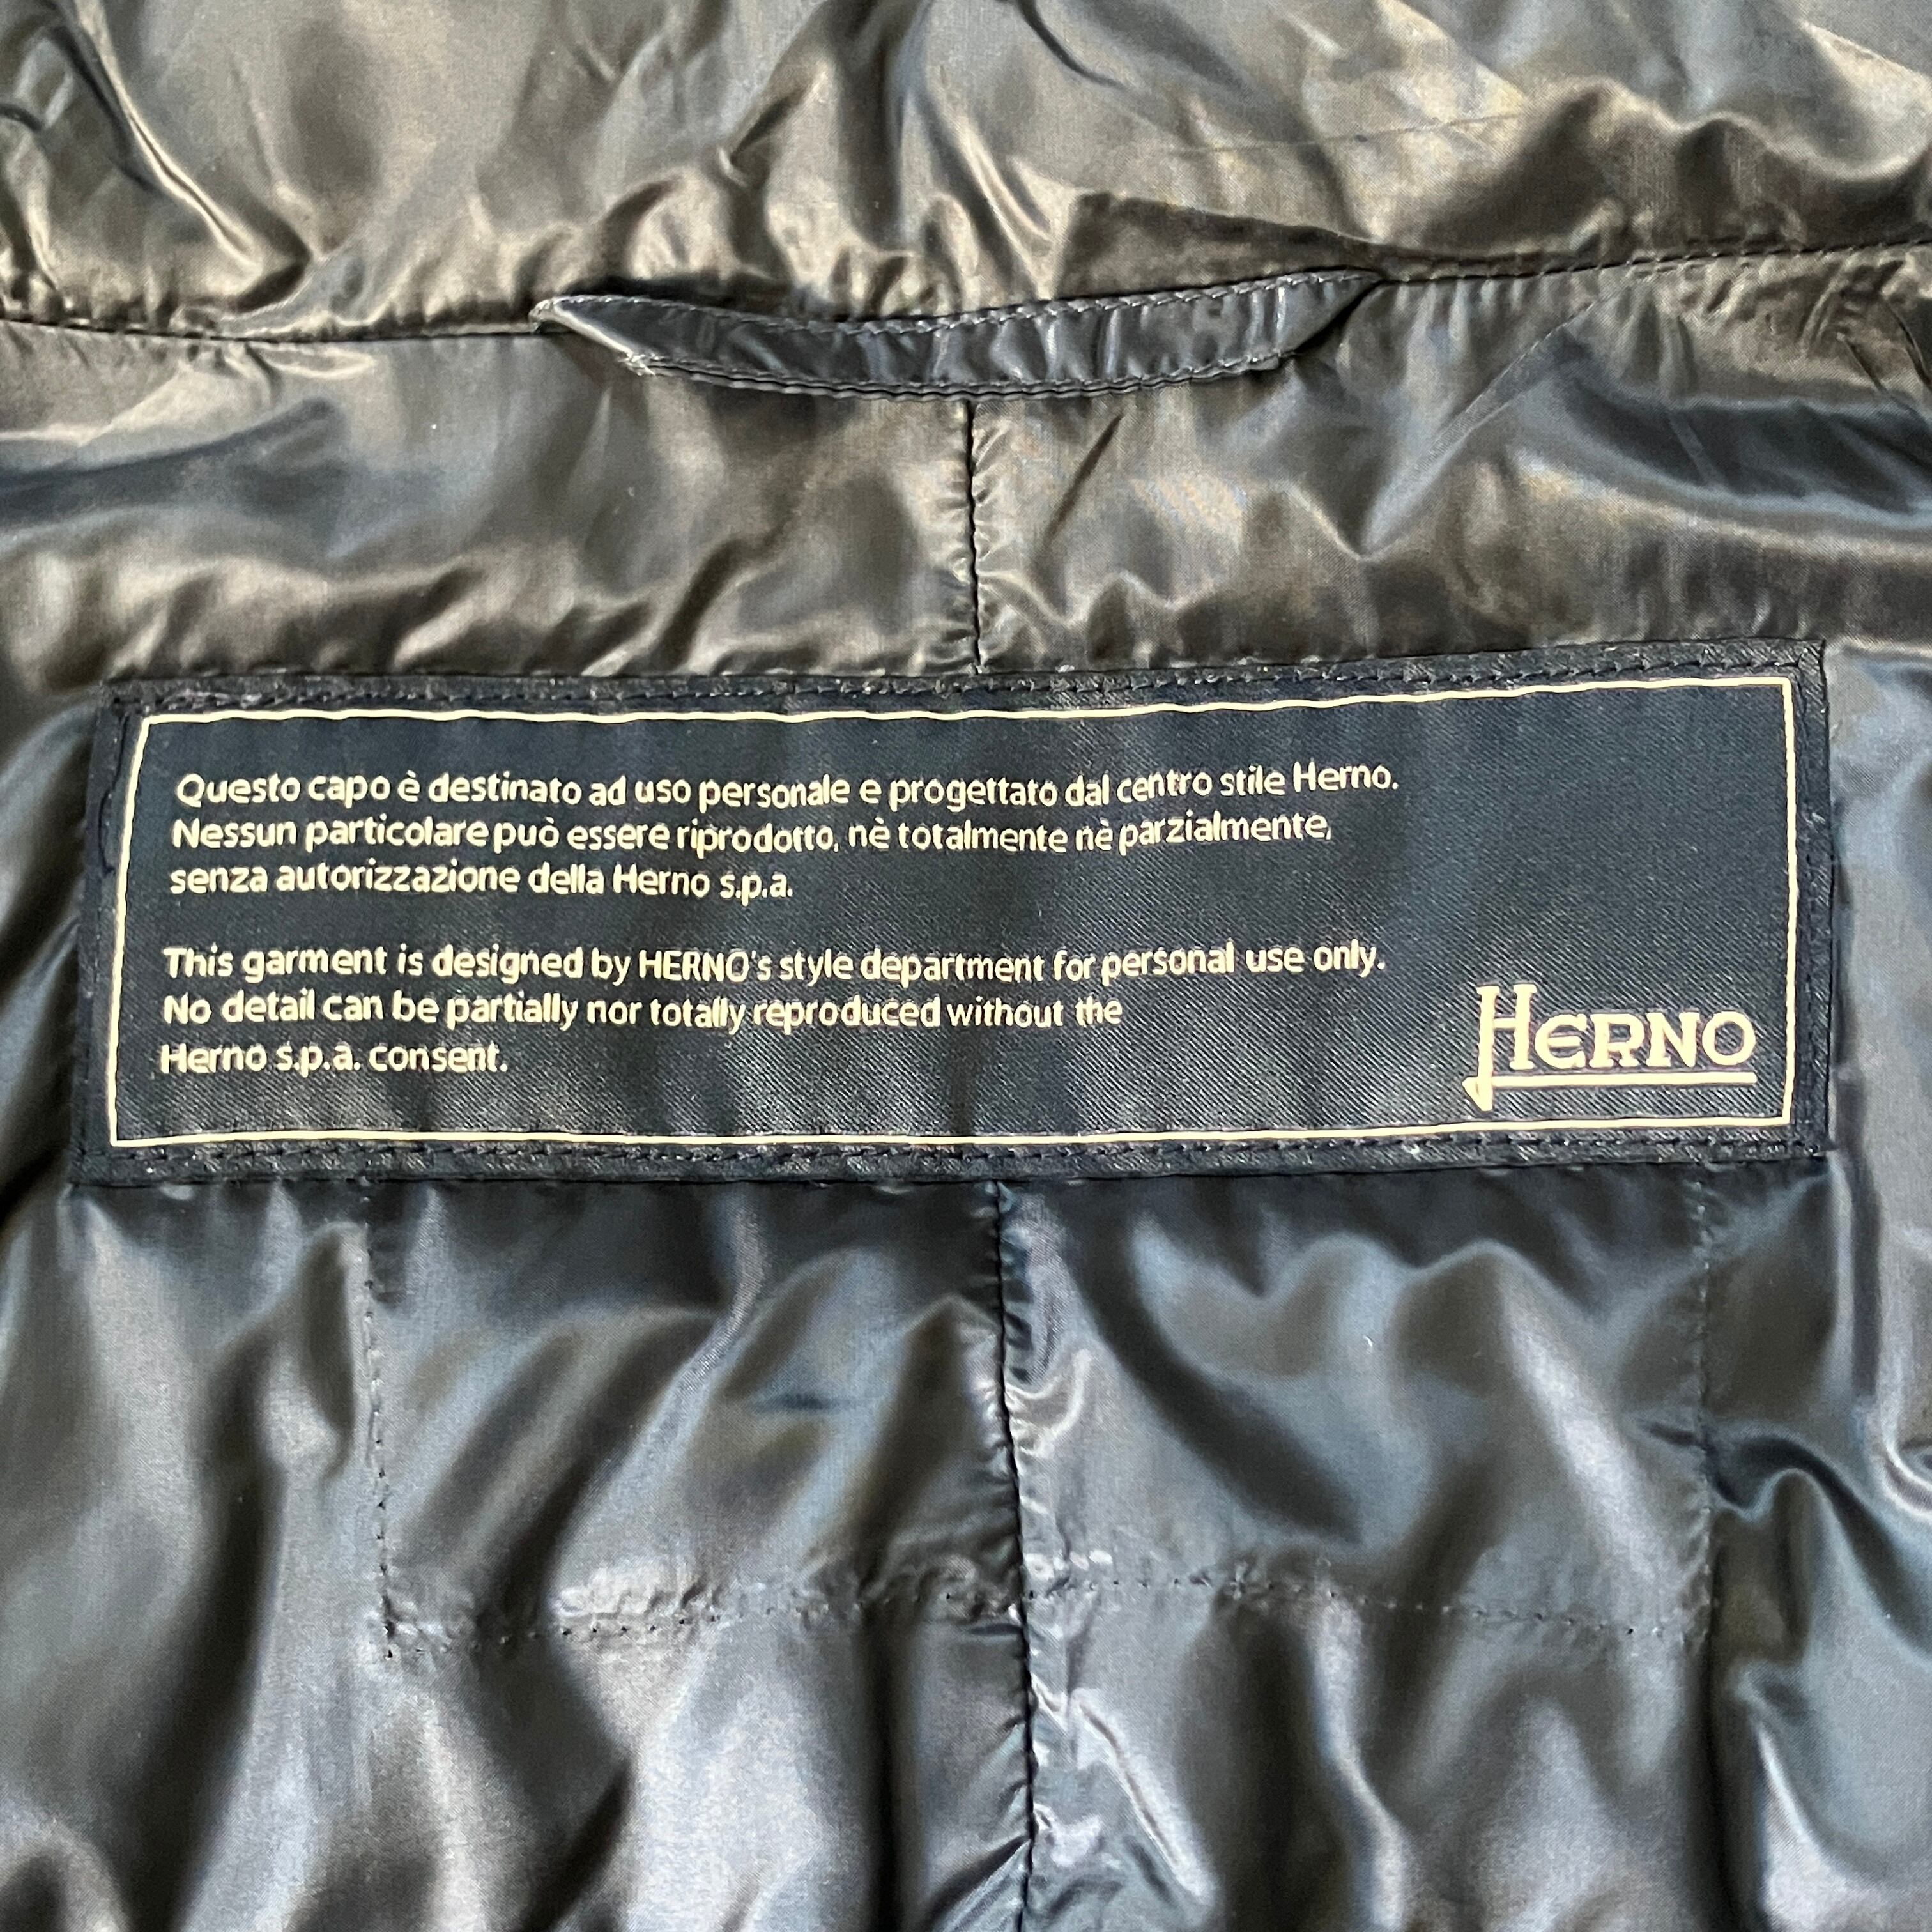 Questo capo è destinato ad uso personale e progettato dal centro stile Herno.
Nessun particolare può essere riprodotto, nè totalmente nè parzialmente,
senza autorizzazione della Herno s.p.a.
This garment is designed by HERNO's style department for personal use only.
No detail can be partially nor totally reproduced without the
Herno s.p.a. consent.
HERNO